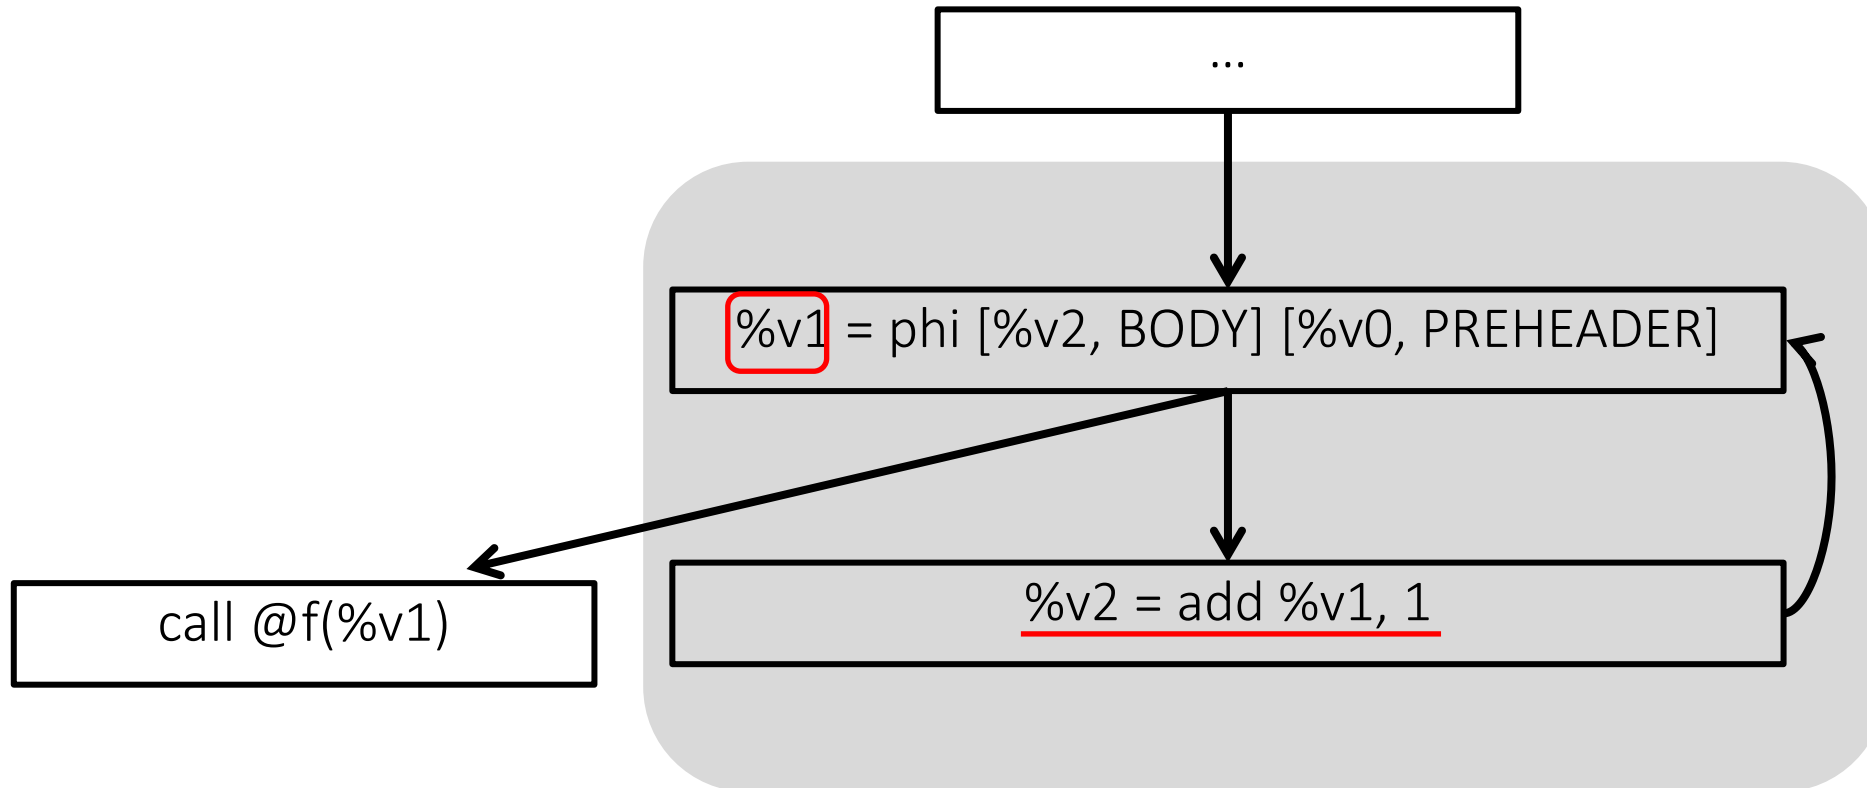 ...
%v1 = phi [%v2, BODY] [%v0, PREHEADER]
%v2 = add %v1, 1
call @f(%v1)